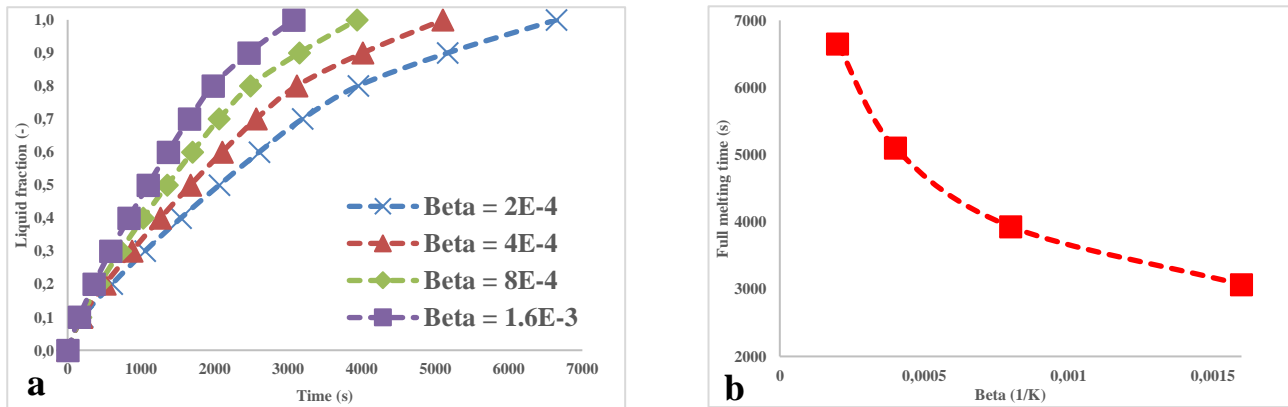 1,0
0,9
0,8
0,7
0,6
0,5
0,4
0,3
0,2
0,1
0,0
Liquid fraction (-)
Beta = 2E-4
Beta = 4E-4
Beta = 8E-4
Beta = 1.6E-3
0 1000 2000 3000 4000 5000 6000 7000
Time (s)
a
7000
6000
5000
4000
3000
2000
Full melting time (s)
0 0,0005 0,001 0,0015
Beta (1/K)
b